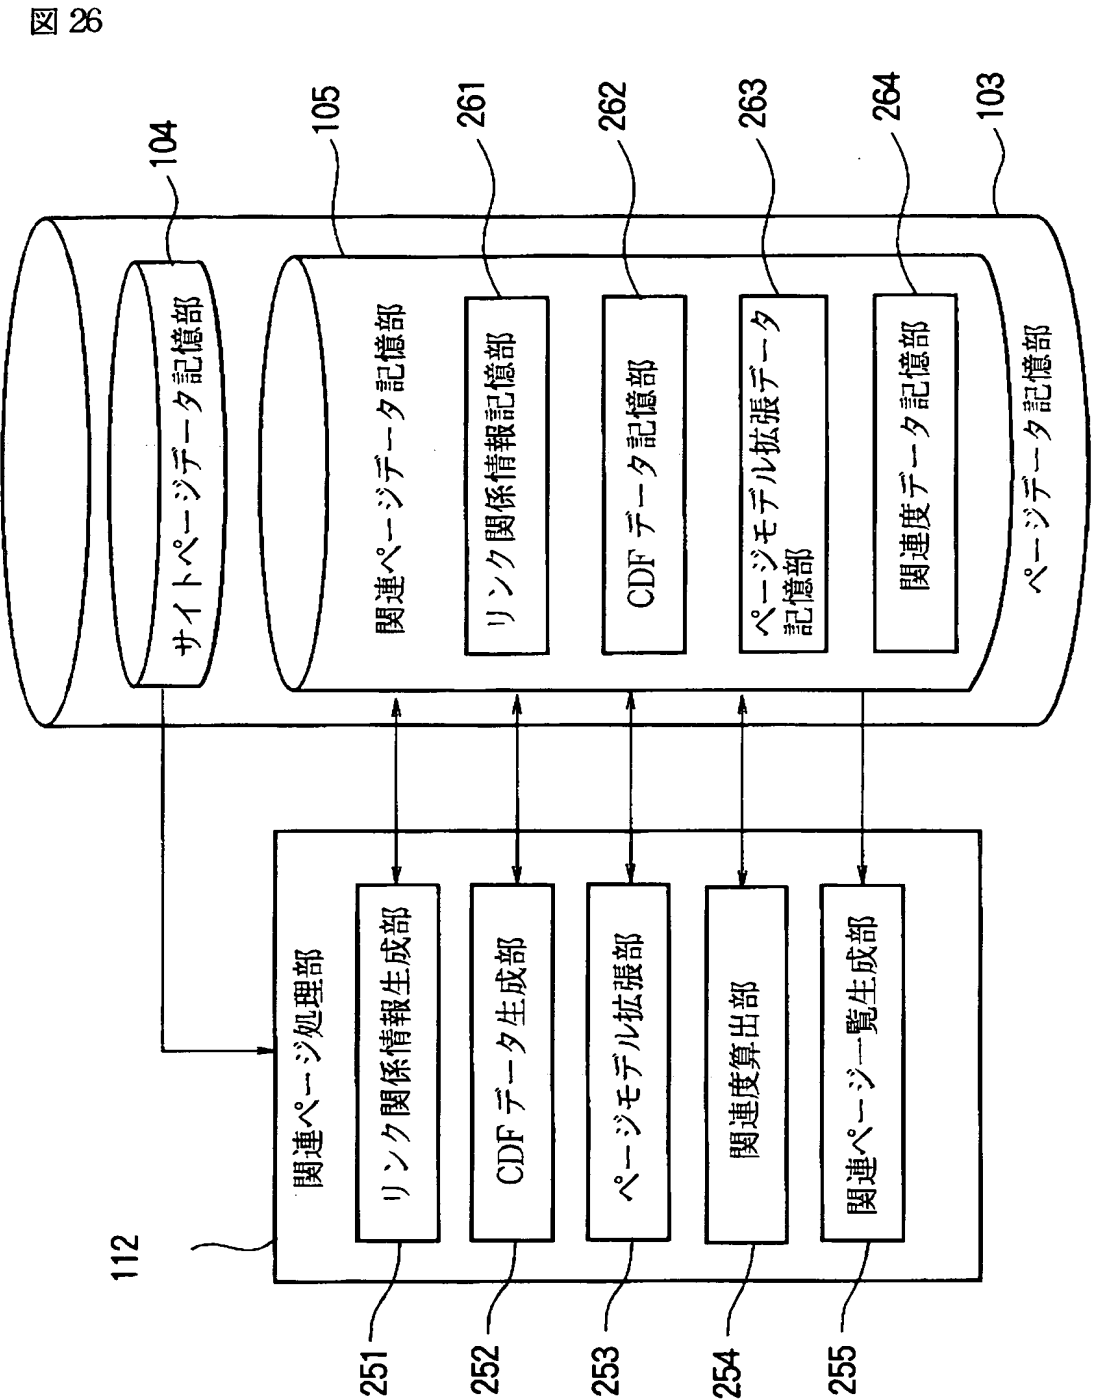 図 26
112
関連ページ処理部
251
リンク関係情報生成部
252
CDF データ生成部
253
ページモデル拡張部
254
関連度算出部
255
関連ページ一覧生成部
104
サイトページデータ記憶部
105
関連ページデータ記憶部
261
リンク関係情報記憶部
262
CDF データ記憶部
263
ページモデル拡張データ
記憶部
264
関連度データ記憶部
103
ページデータ記憶部